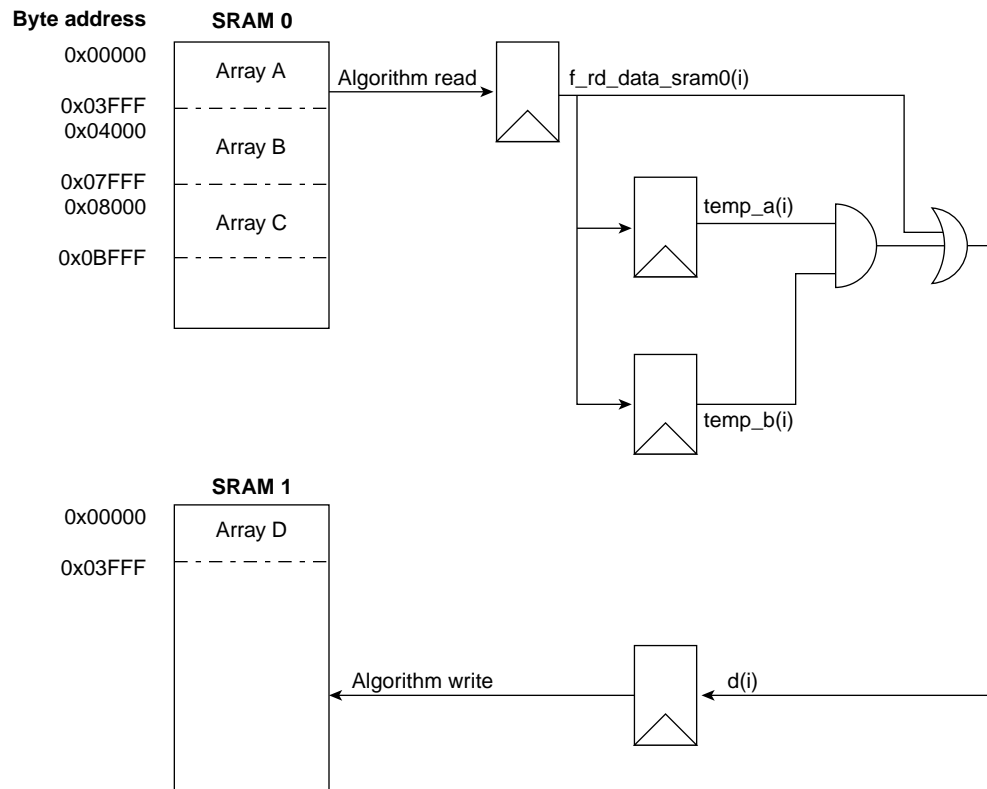 Byte address
SRAM 0
0x00000
Array A
Algorithm read
f_rd_data_sram0(i)
0x03FFF
0x04000
Array B
0x07FFF
0x08000
Array C
0x0BFFF
temp_a(i)
temp_b(i)
SRAM 1
0x00000
Array D
0x03FFF
Algorithm write
d(i)